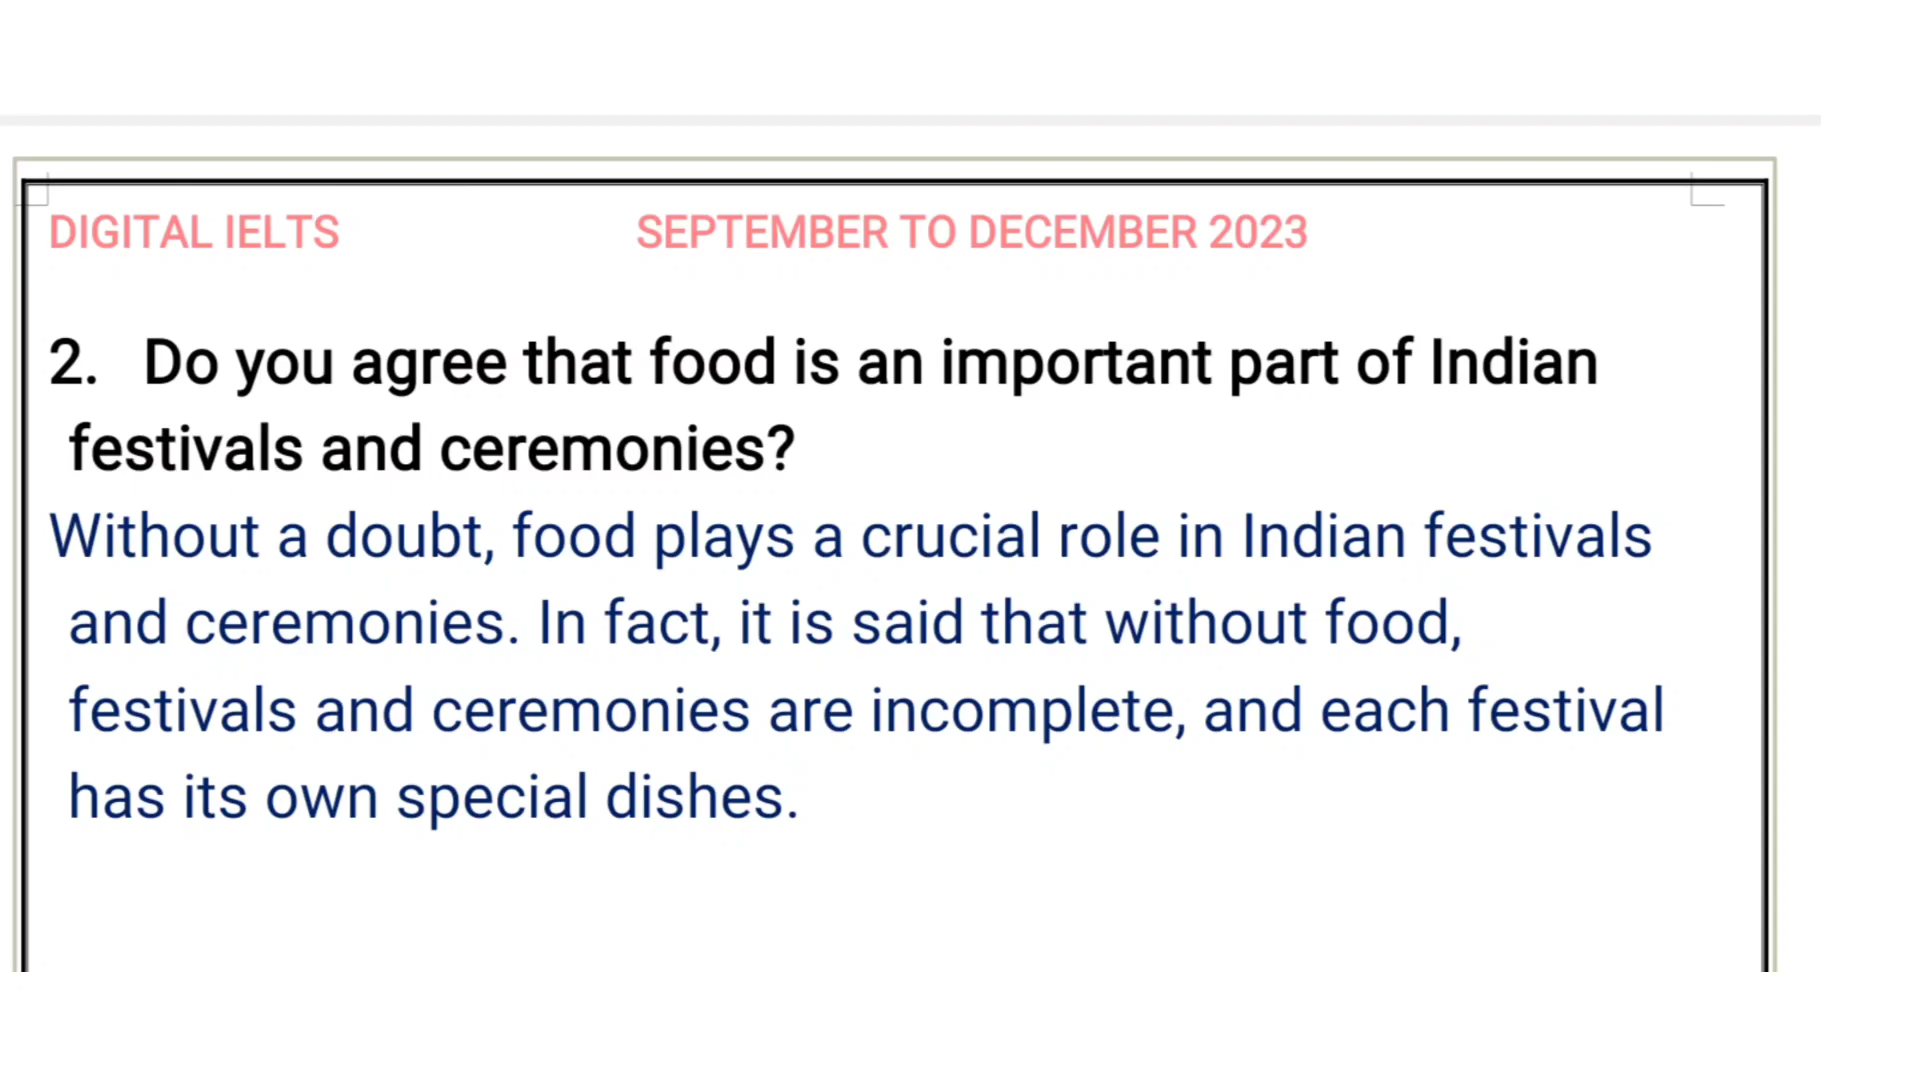 DIGITAL IELTS SEPTEMBER TO DECEMBER 2023
2. Do you agree that food is an important part of Indian
festivals and ceremonies?
Without a doubt, food plays a crucial role in Indian festivals
and ceremonies. In fact, it is said that without food,
festivals and ceremonies are incomplete, and each festival
has its own special dishes.